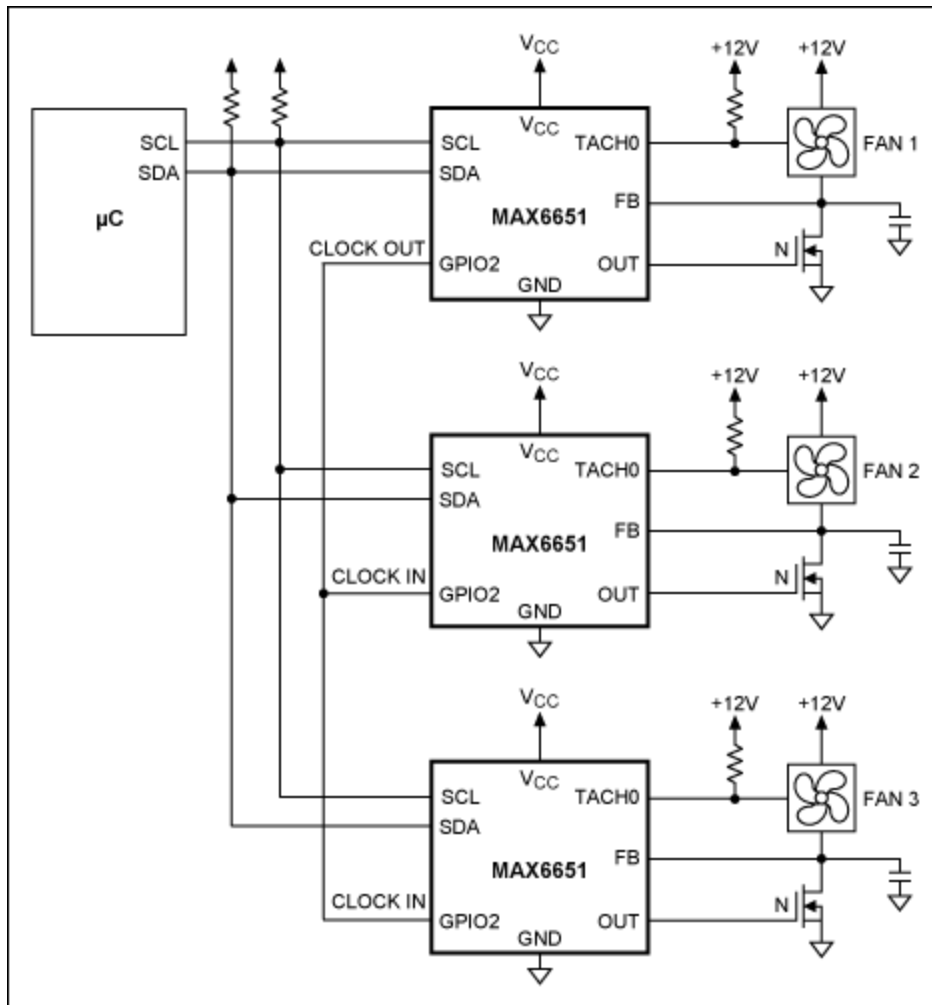 VCC
+12V
+12V
µC
SCL
SDA
VCC
SCL
SDA
MAX6651
TACH0
FB
OUT
GPIO2
GND
CLOCK OUT
FAN 1
N
VCC
+12V
+12V
VCC
SCL
SDA
MAX6651
TACH0
FB
OUT
GPIO2
GND
CLOCK IN
FAN 2
N
VCC
+12V
+12V
VCC
SCL
SDA
MAX6651
TACH0
FB
OUT
GPIO2
GND
CLOCK IN
FAN 3
N